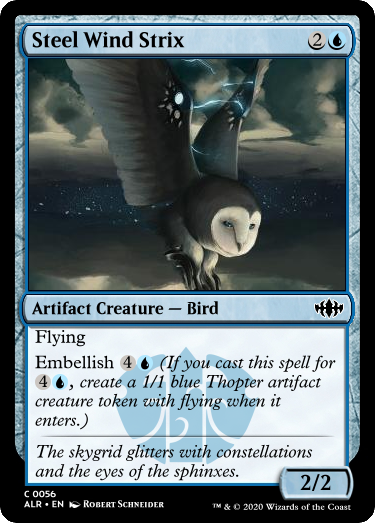 Steel Wind Strix 2
Artifact Creature — Bird
Flying
Embellish 4 (If you cast this spell for
4, create a 1/1 blue Thopter artifact
creature token with flying when it
enters.)
The skygrid glitters with constellations
and the eyes of the sphinxes.
2/2
C 0056
ALR • EN Robert Schneider
™ & © 2020 Wizards of the Coast